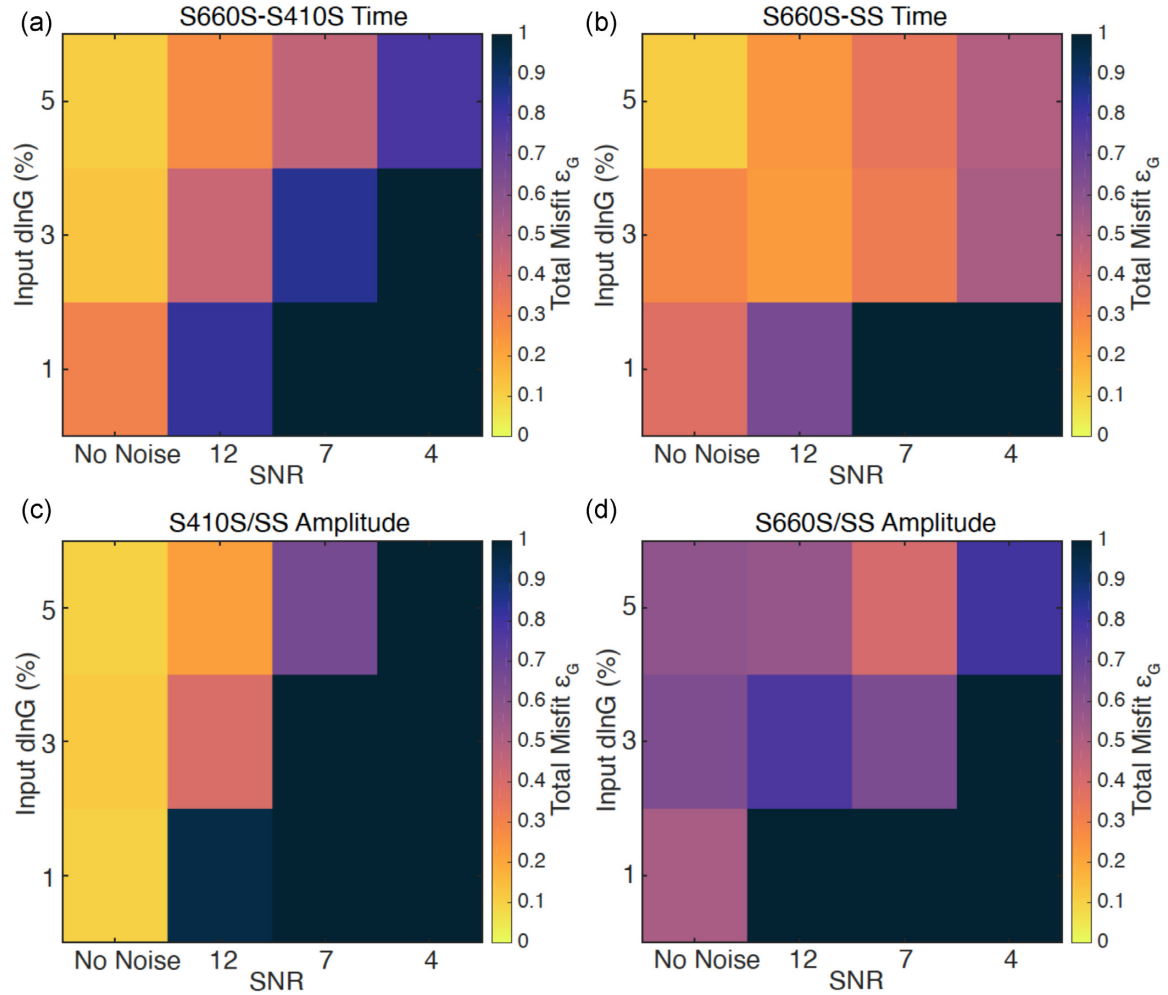 (a)
S660S-S410S Time
Input dlnG (%)
5
3
1
No Noise
12
7
4
SNR
1
0.9
0.8
0.7
0.6
0.5
0.4
0.3
0.2
0.1
0
Total Misfit ε_G
(b)
S660S-SS Time
Input dlnG (%)
5
3
1
No Noise
12
7
4
SNR
1
0.9
0.8
0.7
0.6
0.5
0.4
0.3
0.2
0.1
0
Total Misfit ε_G
(c)
S410S/SS Amplitude
Input dlnG (%)
5
3
1
No Noise
12
7
4
SNR
1
0.9
0.8
0.7
0.6
0.5
0.4
0.3
0.2
0.1
0
Total Misfit ε_G
(d)
S660S/SS Amplitude
Input dlnG (%)
5
3
1
No Noise
12
7
4
SNR
1
0.9
0.8
0.7
0.6
0.5
0.4
0.3
0.2
0.1
0
Total Misfit ε_G